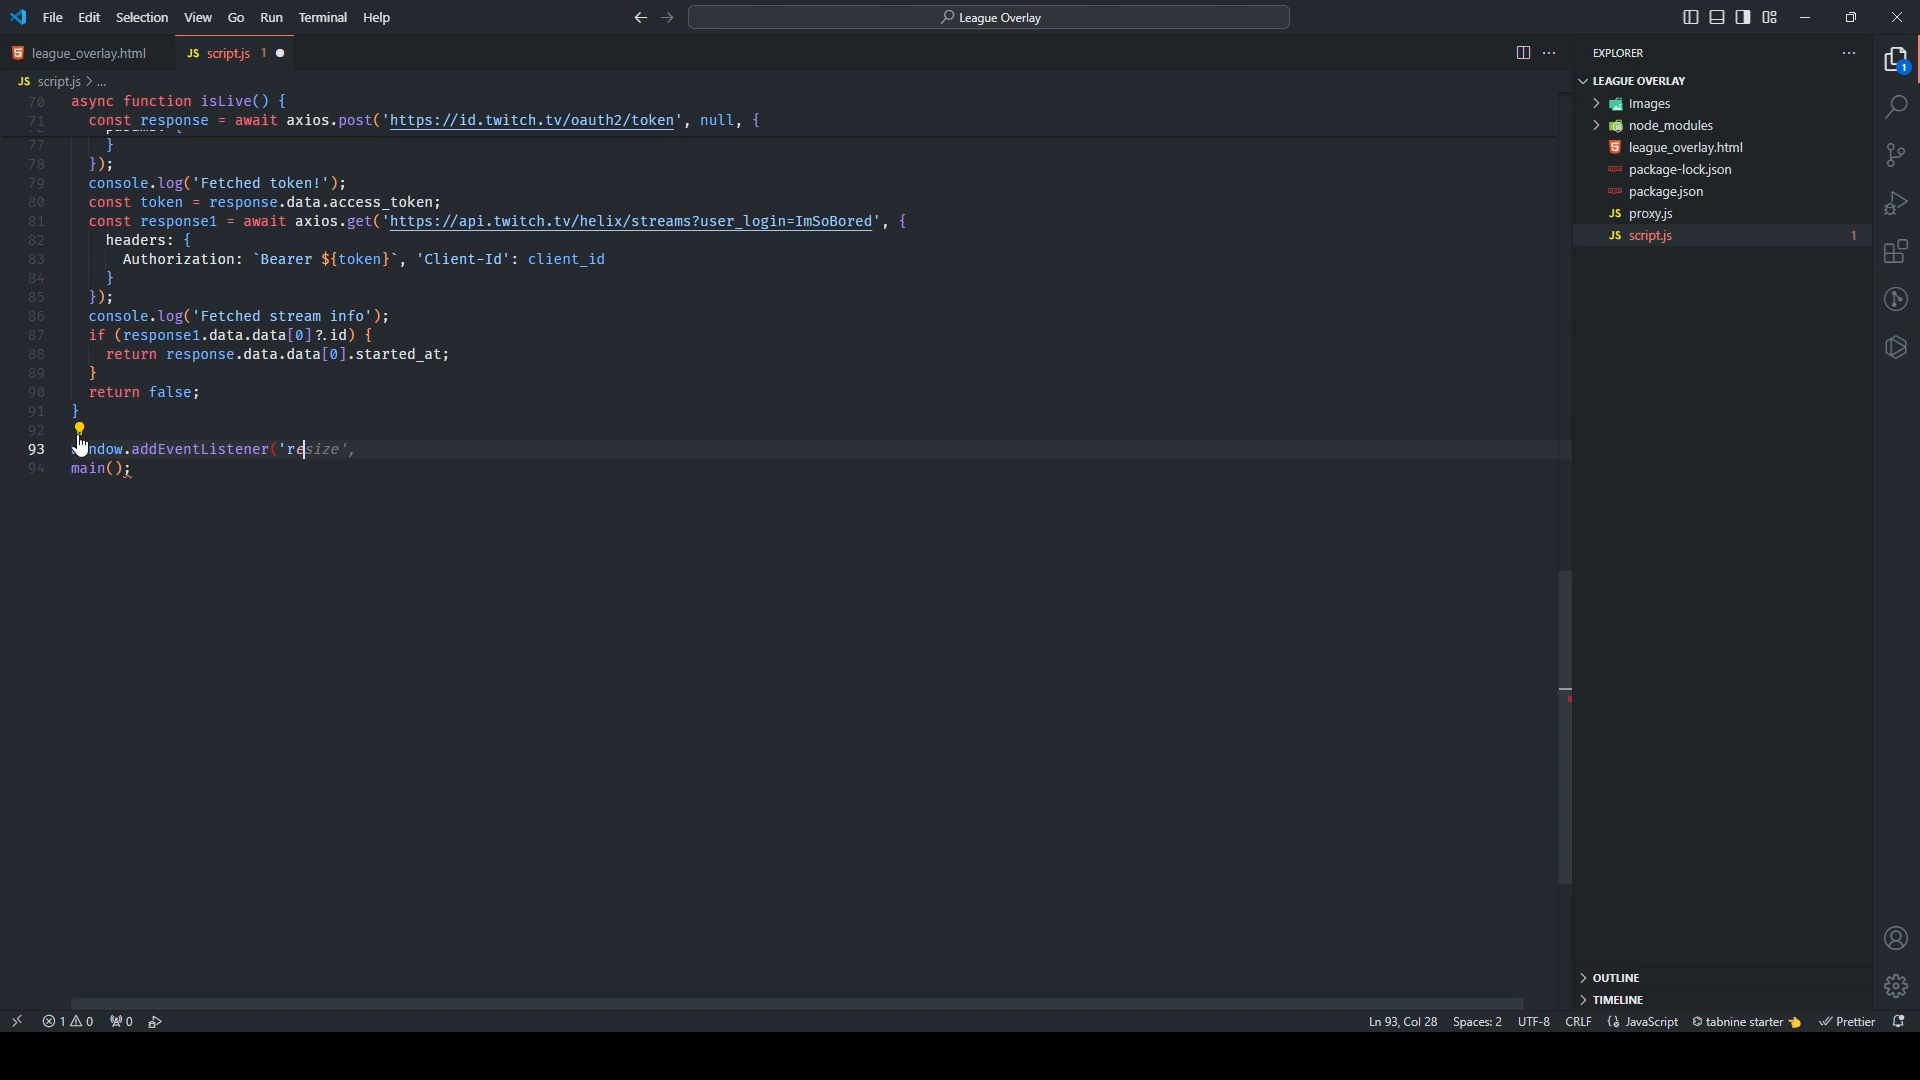 File Edit Selection View Go Run Terminal Help
League Overlay
league_overlay.html
JS script.js 1
EXPLORER
JS script.js > ...
LEAGUE OVERLAY
70 async function isLive() {
71 const response = await axios.post('https://id.twitch.tv/oauth2/token', null, {
77 }
78 });
79 console.log('Fetched token!');
80 const token = response.data.access_token;
81 const response1 = await axios.get('https://api.twitch.tv/helix/streams?user_login=ImSoBored', {
82 headers: {
83 Authorization: `Bearer ${token}`, 'Client-Id': client_id
84 }
85 });
86 console.log('Fetched stream info');
87 if (response1.data.data[0]?.id) {
88 return response.data.data[0].started_at;
89 }
90 return false;
91 }
92
93 ndow.addEventListener('resize',
94 main();
Images
node_modules
league_overlay.html
package-lock.json
package.json
JS proxy.js
JS script.js 1
1
OUTLINE
TIMELINE
1 0 0
Ln 93, Col 28 Spaces: 2 UTF-8 CRLF {} JavaScript tabnine starter Prettier